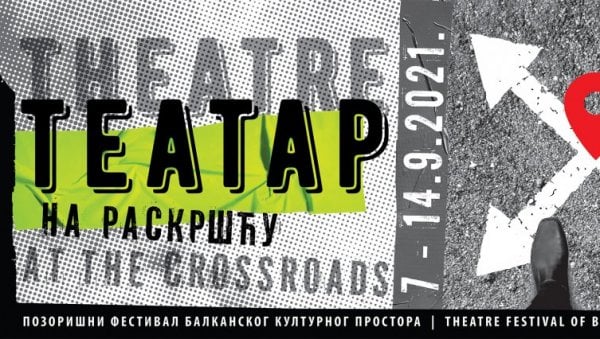 THEATRE
ТЕАТАР
НА РАСКРШЋУ
AT THE CROSSROADS
7 - 14.9.2021.
ПОЗОРИШНИ ФЕСТИВАЛ БАЛКАНСКОГ КУЛТУРНОГ ПРОСТОРА | THEATRE FESTIVAL OF B